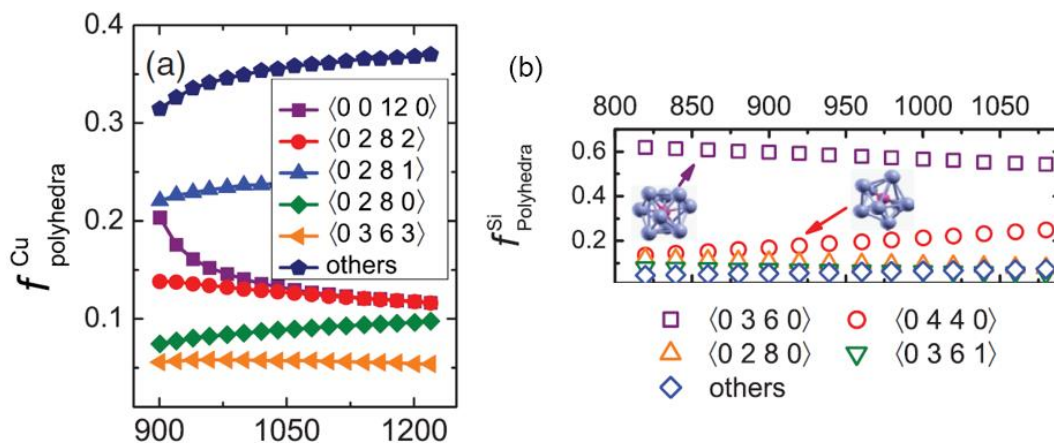 0.4
0.3
0.2
0.1
f Cu polyhedra
(a)
⟨0 0 12 0⟩
⟨0 2 8 2⟩
⟨0 2 8 1⟩
⟨0 2 8 0⟩
⟨0 3 6 3⟩
others
900 1050 1200
(b)
800 850 900 950 1000 1050
0.6
0.2
f Si Polyhedra
⟨0 3 6 0⟩ ⟨0 4 4 0⟩
⟨0 2 8 0⟩ ⟨0 3 6 1⟩
others